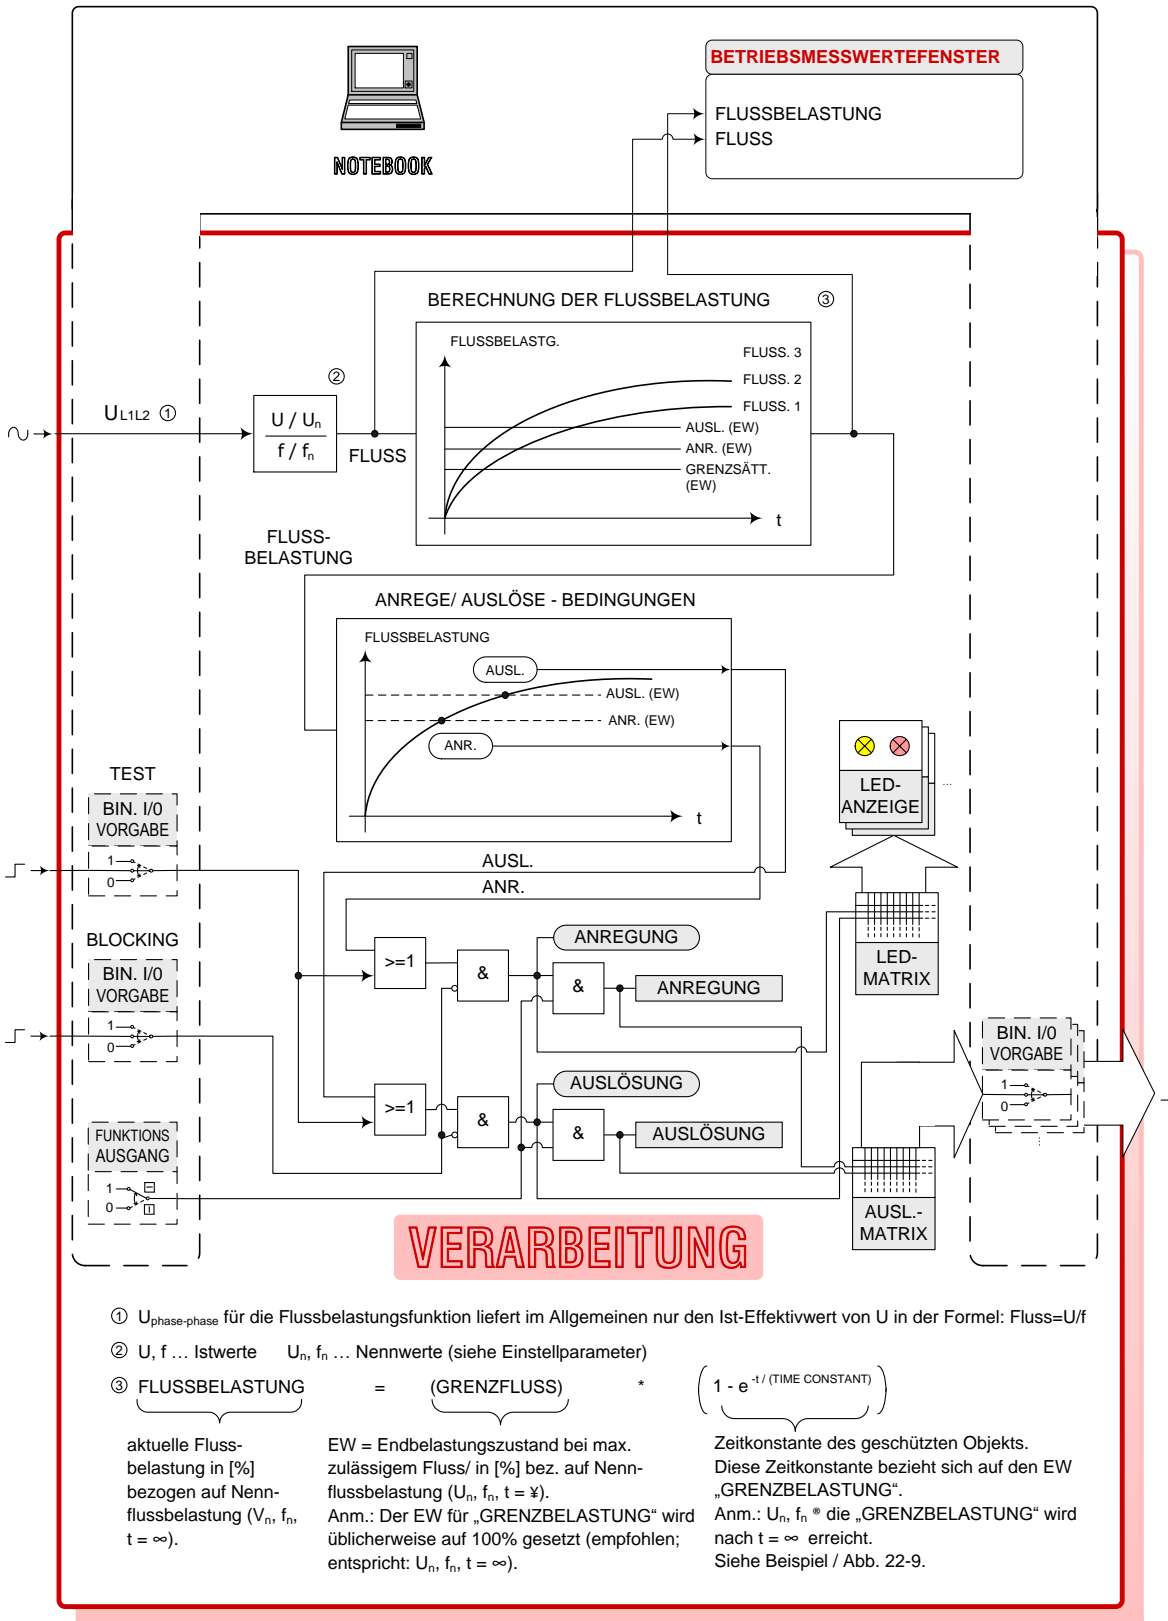 BETRIEBSMESSWERTEFENSTER
FLUSSBELASTUNG
FLUSS
NOTEBOOK
BERECHNUNG DER FLUSSBELASTUNG ③
FLUSSBELASTG.
FLUSS. 3
FLUSS. 2
FLUSS. 1
AUSL. (EW)
ANR. (EW)
GRENZSÄTT.
(EW)
t
②
UL1L2 ①
U / Un
f / fn
FLUSS
FLUSS-
BELASTUNG
ANREGE/ AUSLÖSE - BEDINGUNGEN
FLUSSBELASTUNG
AUSL.
AUSL. (EW)
ANR. (EW)
ANR.
t
LED-
ANZEIGE
...
TEST
BIN. I/0
VORGABE
1
0
AUSL.
ANR.
BLOCKING
BIN. I/0
VORGABE
1
0
>=1
&
ANREGUNG
&
ANREGUNG
LED-
MATRIX
BIN. I/0
VORGABE
1
0
...
>=1
&
AUSLÖSUNG
&
AUSLÖSUNG
FUNKTIONS
AUSGANG
1
0
AUSL.-
MATRIX
VERARBEITUNG
① Uphase-phase für die Flussbelastungsfunktion liefert im Allgemeinen nur den Ist-Effektivwert von U in der Formel: Fluss=U/f
② U, f … Istwerte Un, fn … Nennwerte (siehe Einstellparameter)
③ FLUSSBELASTUNG = (GRENZFLUSS) * (1 - e -t / (TIME CONSTANT))
aktuelle Fluss-
belastung in [%]
bezogen auf Nenn-
flussbelastung (Vn, fn,
t = ∞).
EW = Endbelastungszustand bei max.
zulässigem Fluss/ in [%] bez. auf Nenn-
flussbelastung (Un, fn, t = ¥).
Anm.: Der EW für „GRENZBELASTUNG“ wird
üblicherweise auf 100% gesetzt (empfohlen;
entspricht: Un, fn, t = ∞).
Zeitkonstante des geschützten Objekts.
Diese Zeitkonstante bezieht sich auf den EW
„GRENZBELASTUNG“.
Anm.: Un, fn ® die „GRENZBELASTUNG“ wird
nach t = ∞ erreicht.
Siehe Beispiel / Abb. 22-9.